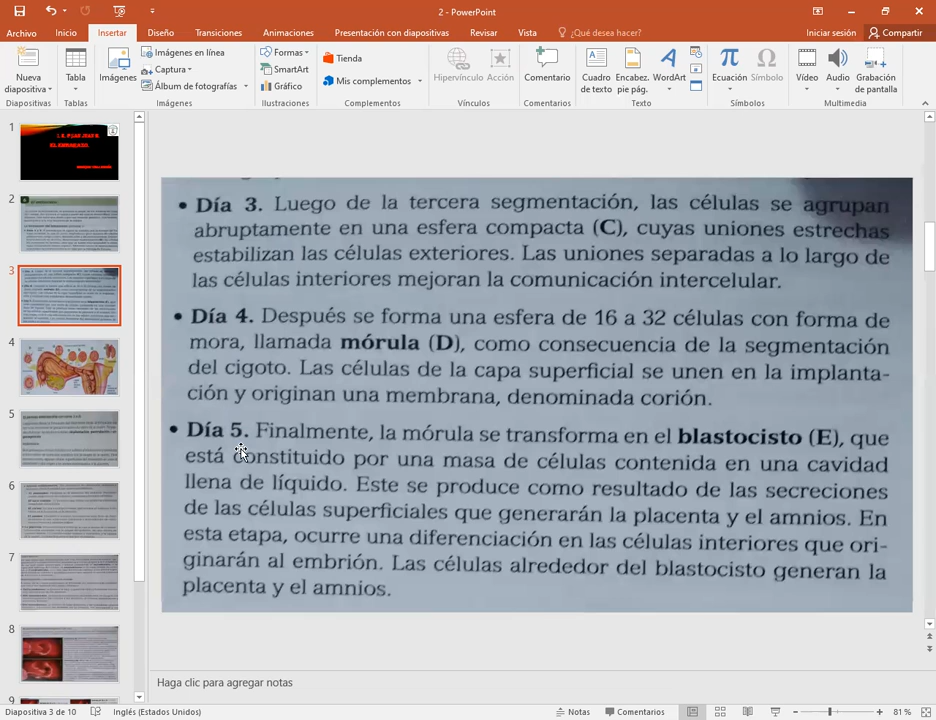 2 - PowerPoint
Archivo Inicio Insertar Diseño Transiciones Animaciones Presentación con diapositivas Revisar Vista ¿Qué desea hacer? Iniciar sesión Compartir
Nueva diapositiva
Tabla
Imágenes
Imágenes en línea
Captura
Álbum de fotografías
Formas
SmartArt
Gráfico
Tienda
Mis complementos
Hipervínculo
Acción
Comentario
Cuadro de texto
Encabez. pie pág.
WordArt
Ecuación
Símbolo
Vídeo
Audio
Grabación de pantalla
Diapositivas Tablas Imágenes Ilustraciones Complementos Vínculos Comentarios Texto Símbolos Multimedia
1
2
3
4
5
6
7
8
9
• Día 3. Luego de la tercera segmentación, las células se agrupan
abruptamente en una esfera compacta (C), cuyas uniones estrechas
estabilizan las células exteriores. Las uniones separadas a lo largo de
las células interiores mejoran la comunicación intercelular.
• Día 4. Después se forma una esfera de 16 a 32 células con forma de
mora, llamada mórula (D), como consecuencia de la segmentación
del cigoto. Las células de la capa superficial se unen en la implanta-
ción y originan una membrana, denominada corión.
• Día 5. Finalmente, la mórula se transforma en el blastocisto (E), que
está constituido por una masa de células contenida en una cavidad
llena de líquido. Este se produce como resultado de las secreciones
de las células superficiales que generarán la placenta y el amnios. En
esta etapa, ocurre una diferenciación en las células interiores que ori-
ginarán al embrión. Las células alrededor del blastocisto generan la
placenta y el amnios.
Haga clic para agregar notas
Diapositiva 3 de 10 Inglés (Estados Unidos) Notas Comentarios 81 %